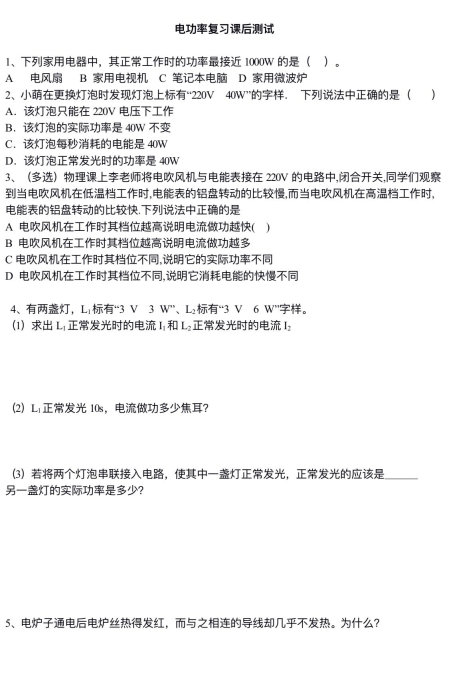 电功率复习课后测试
1、下列家用电器中，其正常工作时的功率最接近 1000W 的是（ ）。
A 电风扇 B 家用电视机 C 笔记本电脑 D 家用微波炉
2、小萌在更换灯泡时发现灯泡上标有“220V 40W”的字样． 下列说法中正确的是（ ）
A．该灯泡只能在 220V 电压下工作
B．该灯泡的实际功率是 40W 不变
C．该灯泡每秒消耗的电能是 40W
D．该灯泡正常发光时的功率是 40W
3、（多选）物理课上李老师将电吹风机与电能表接在 220V 的电路中,闭合开关,同学们观察
到当电吹风机在低温档工作时,电能表的铝盘转动的比较慢,而当电吹风机在高温档工作时,
电能表的铝盘转动的比较快.下列说法中正确的是
A 电吹风机在工作时其档位越高说明电流做功越快( )
B 电吹风机在工作时其档位越高说明电流做功越多
C 电吹风机在工作时其档位不同,说明它的实际功率不同
D 电吹风机在工作时其档位不同,说明它消耗电能的快慢不同
4、有两盏灯，L₁标有“3 V 3 W”、L₂标有“3 V 6 W”字样。
（1）求出 L₁正常发光时的电流 I₁和 L₂正常发光时的电流 I₂
（2）L₁正常发光 10s，电流做功多少焦耳？
（3）若将两个灯泡串联接入电路，使其中一盏灯正常发光，正常发光的应该是______
另一盏灯的实际功率是多少？
5、电炉子通电后电炉丝热得发红，而与之相连的导线却几乎不发热。为什么？